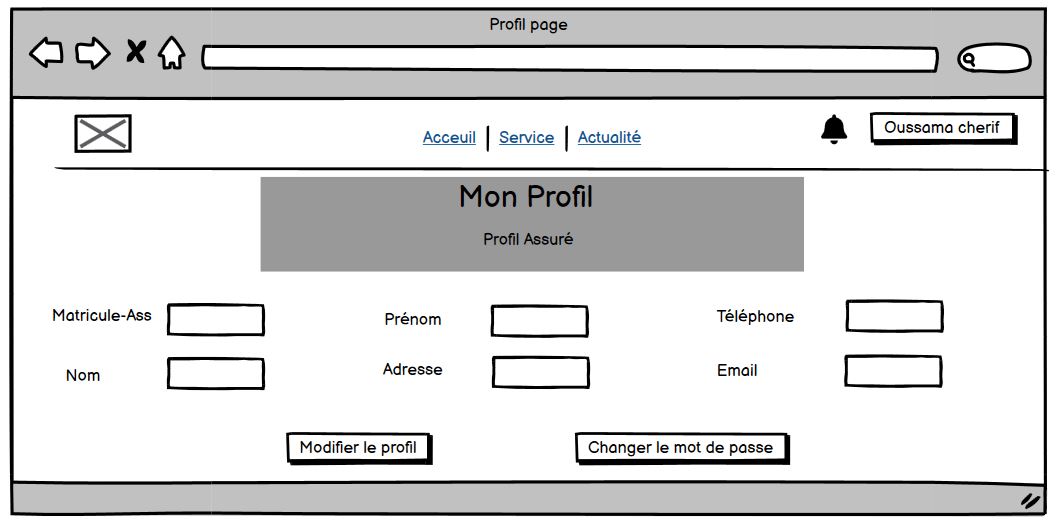 Profil page
Acceuil
Service
Actualité
Oussama cherif
Mon Profil
Profil Assuré
Matricule-Ass
Prénom
Téléphone
Nom
Adresse
Email
Modifier le profil
Changer le mot de passe